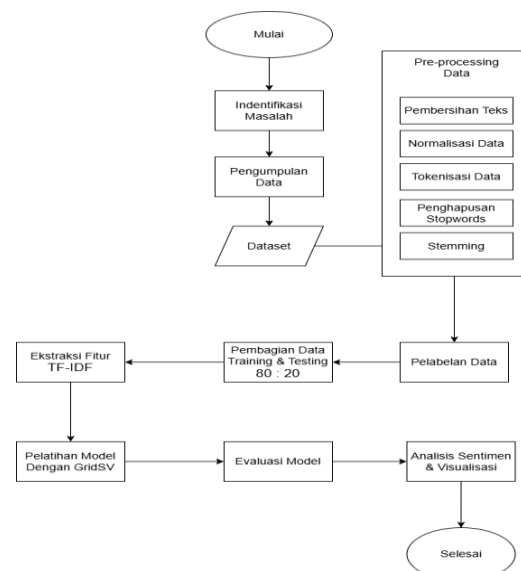 Mulai
Indentifikasi
Masalah
Pengumpulan
Data
Dataset
Pre-processing
Data
Pembersihan Teks
Normalisasi Data
Tokenisasi Data
Penghapusan
Stopwords
Stemming
Pelabelan Data
Pembagian Data
Training & Testing
80 : 20
Ekstraksi Fitur
TF-IDF
Pelatihan Model
Dengan GridSV
Evaluasi Model
Analisis Sentimen
& Visualisasi
Selesai